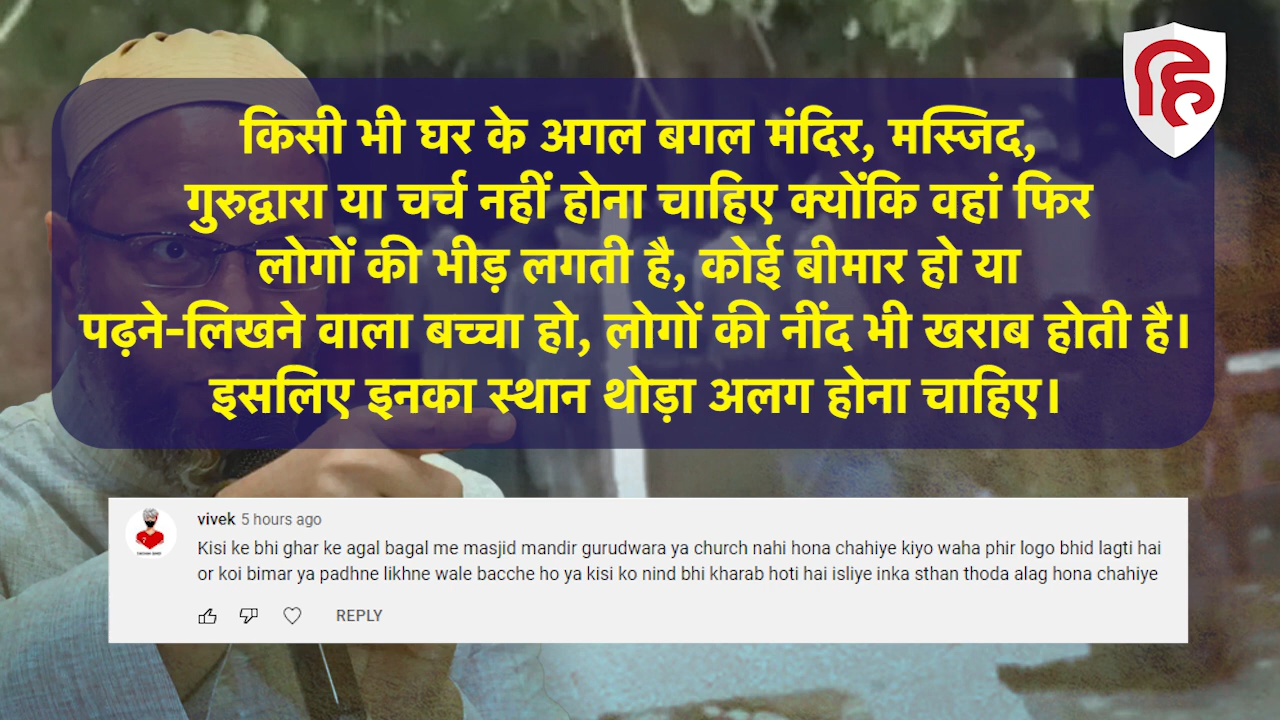 हि
किसी भी घर के अगल बगल मंदिर, मस्जिद,
गुरुद्वारा या चर्च नहीं होना चाहिए क्योंकि वहां फिर
लोगों की भीड़ लगती है, कोई बीमार हो या
पढ़ने-लिखने वाला बच्चा हो, लोगों की नींद भी खराब होती है।
इसलिए इनका स्थान थोड़ा अलग होना चाहिए।
vivek 5 hours ago
Kisi ke bhi ghar ke agal bagal me masjid mandir gurudwara ya church nahi hona chahiye kiyo waha phir logo bhid lagti hai
or koi bimar ya padhne likhne wale bacche ho ya kisi ko nind bhi kharab hoti hai isliye inka sthan thoda alag hona chahiye
REPLY